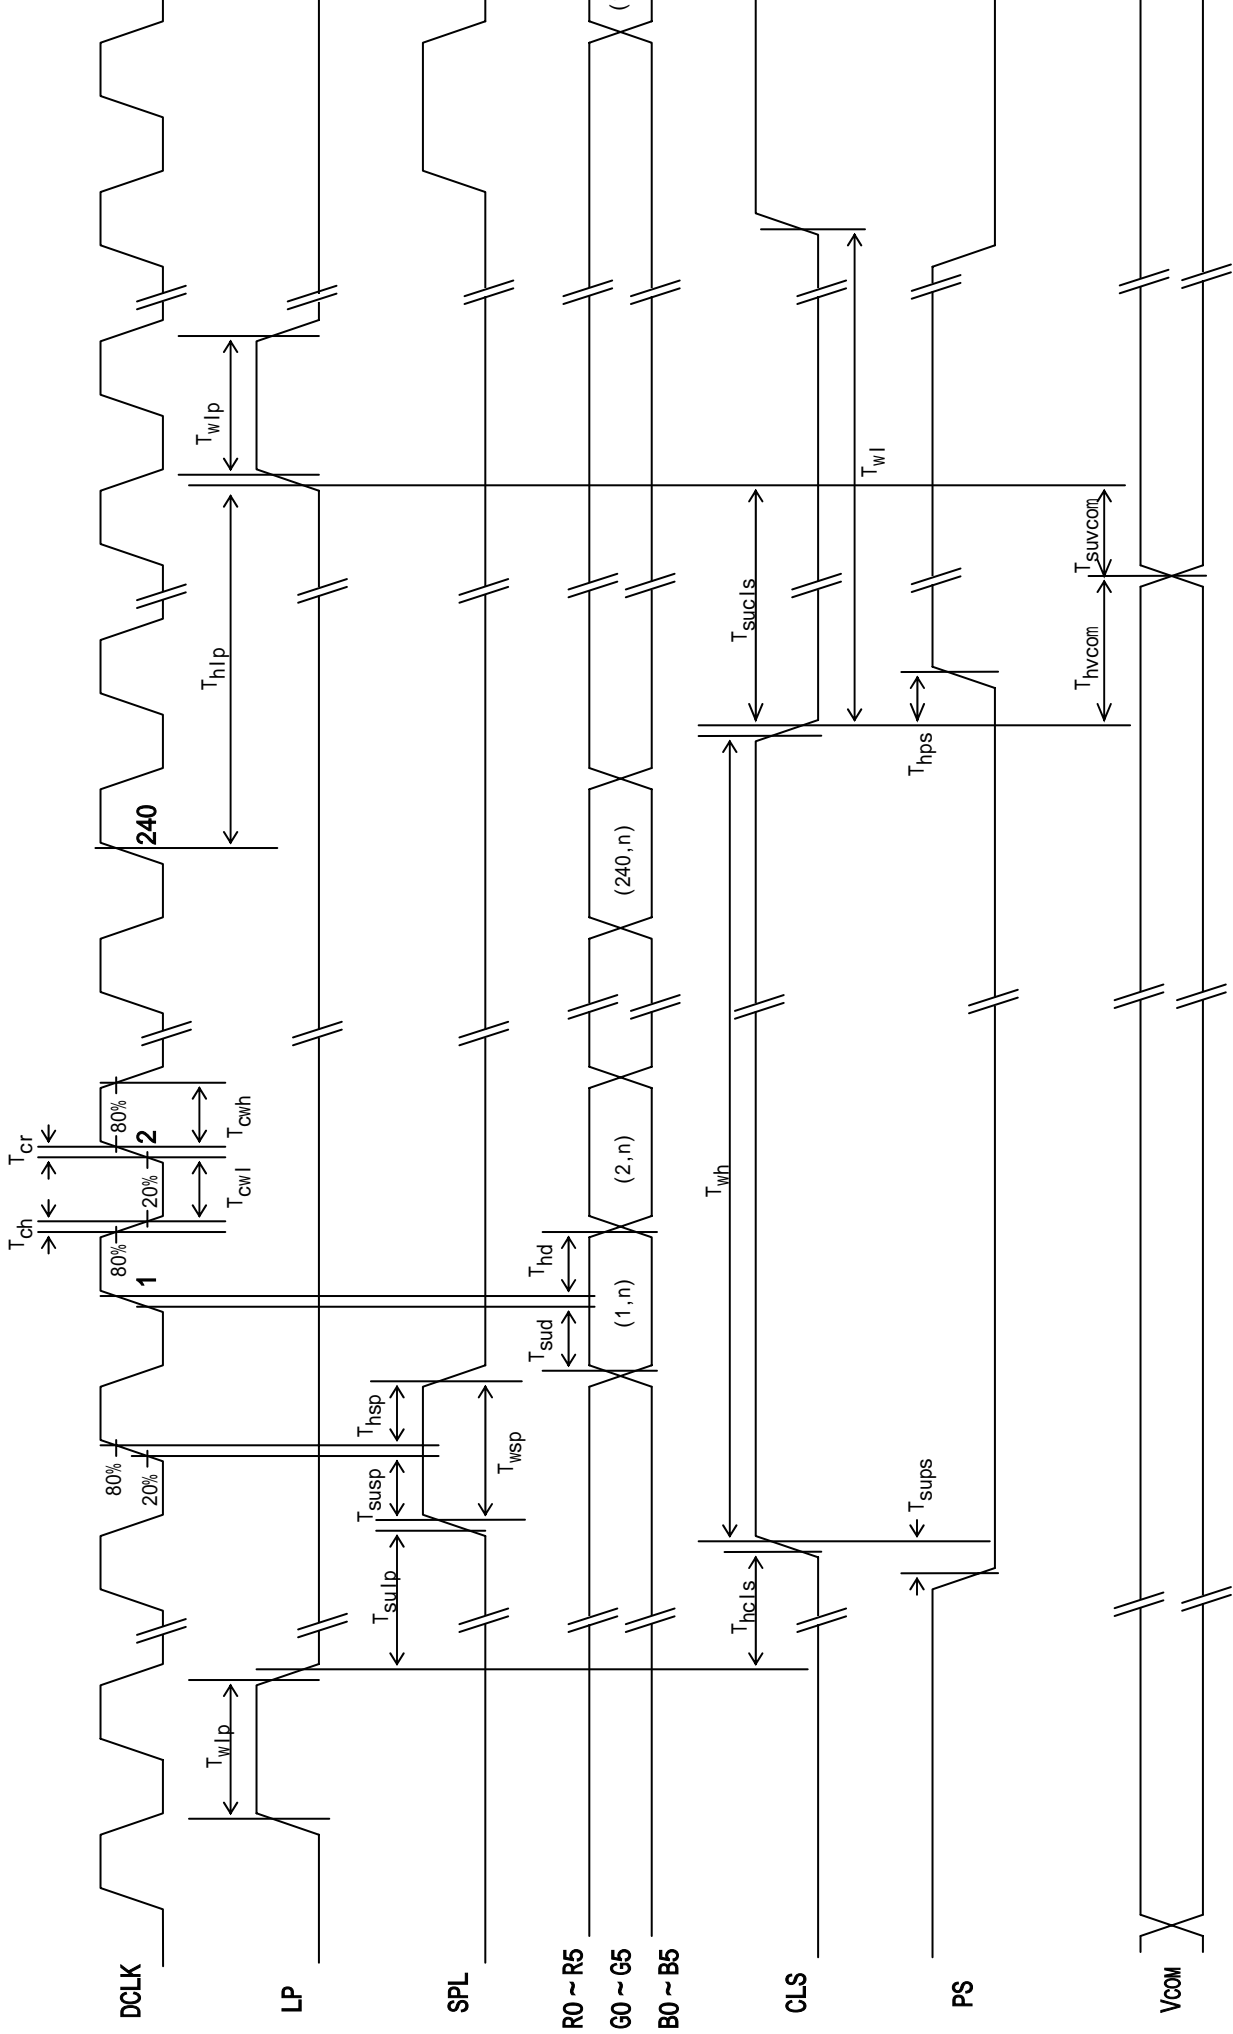 DCLK
80%
20%
1
80%
20%
2
80%
240
Tch
Tcr
Tcwl
Tcwh
LP
Twlp
Thlp
Twlp
SPL
Tsulp
Tsusp
Thsp
Twsp
R0 ~ R5
G0 ~ G5
B0 ~ B5
Tsud
Thd
(1,n)
(2,n)
(240,n)
(
CLS
Thcls
Twh
Tsucls
Twl
PS
Tsups
Thps
VCOM
Thvcom
Tsuvcom